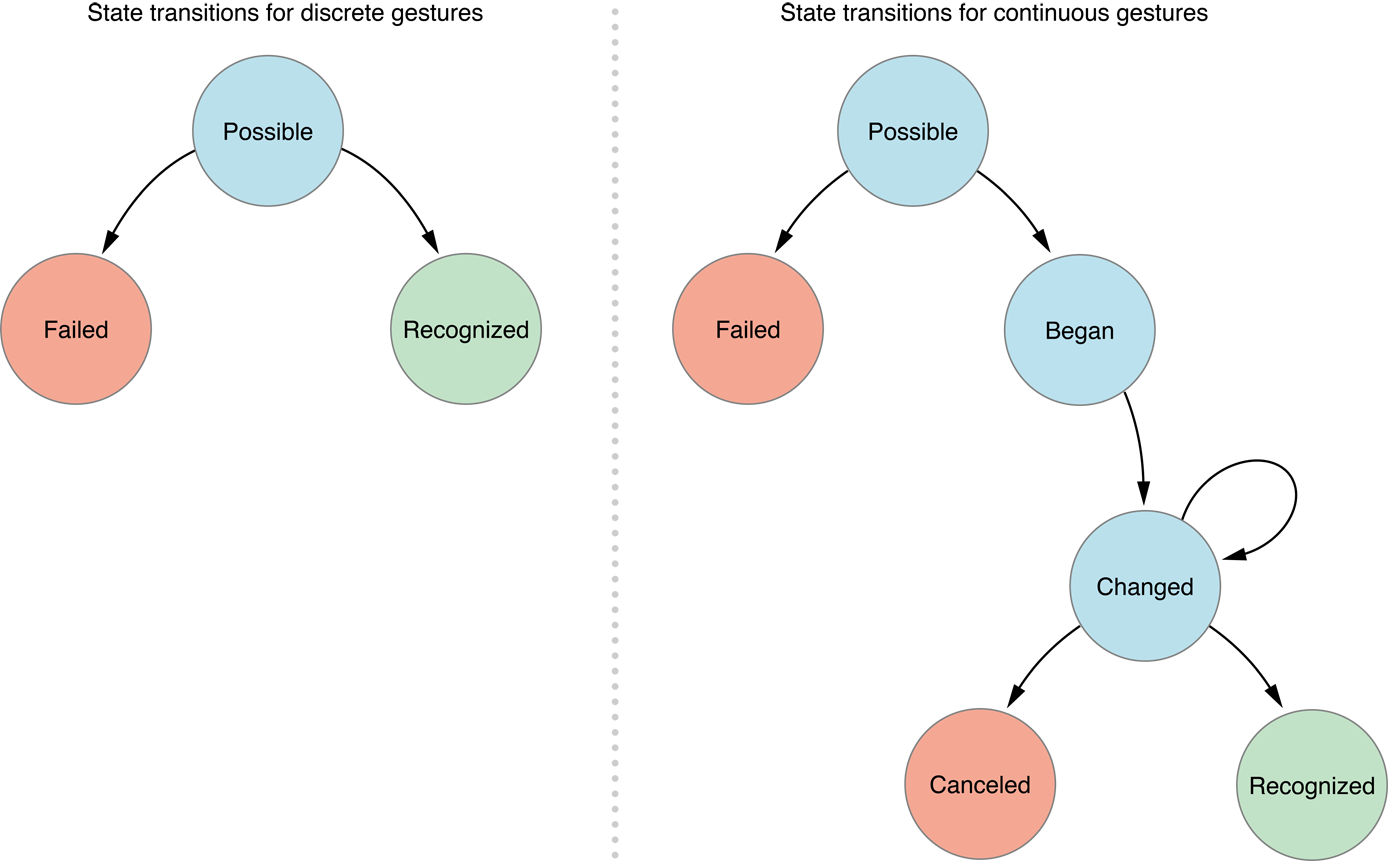 State transitions for discrete gestures
Possible
Failed
Recognized
State transitions for continuous gestures
Possible
Failed
Began
Changed
Canceled
Recognized